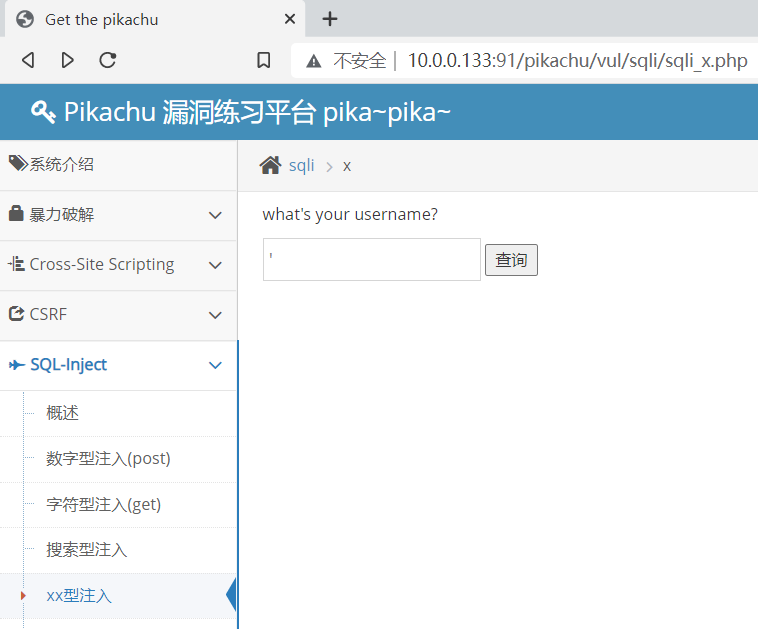 Get the pikachu
不安全 10.0.0.133:91/pikachu/vul/sqli/sqli_x.php
Pikachu 漏洞练习平台 pika~pika~
系统介绍
暴力破解
Cross-Site Scripting
CSRF
SQL-Inject
概述
数字型注入(post)
字符型注入(get)
搜索型注入
xx型注入
sqli > x
what's your username?
' 查询